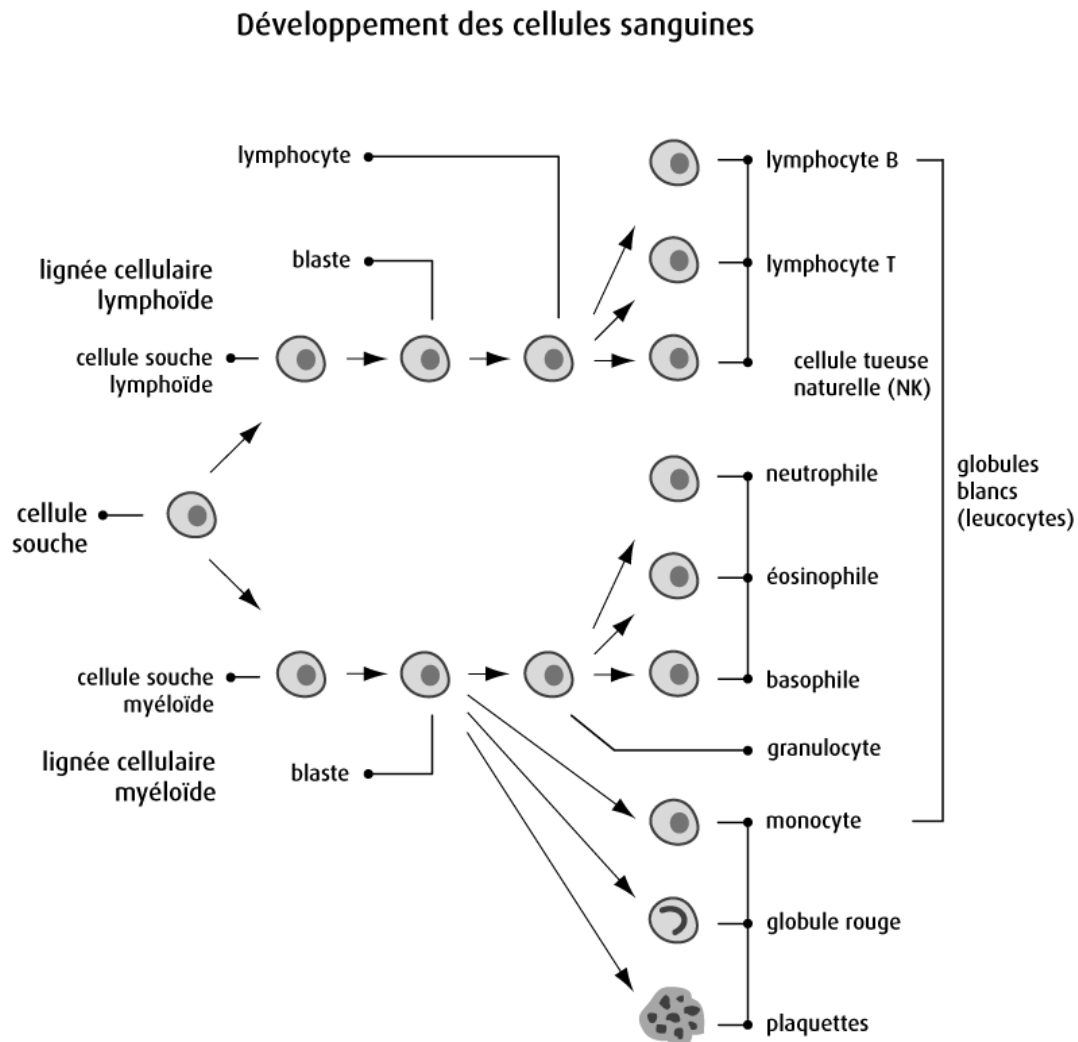 Développement des cellules sanguines
lymphocyte
lymphocyte B
blaste
lymphocyte T
lignée cellulaire
lymphoïde
cellule souche
lymphoïde
cellule tueuse
naturelle (NK)
neutrophile
globules
blancs
(leucocytes)
cellule
souche
éosinophile
cellule souche
myéloïde
basophile
granulocyte
lignée cellulaire
myéloïde
blaste
monocyte
globule rouge
plaquettes